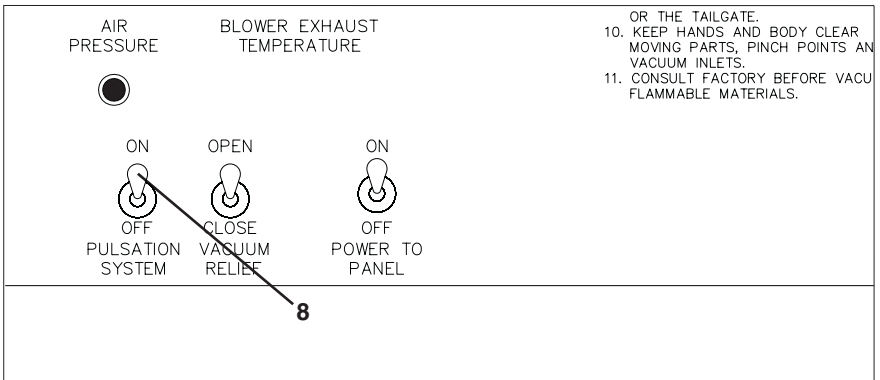 AIR
PRESSURE
BLOWER EXHAUST
TEMPERATURE
OR THE TAILGATE.
10. KEEP HANDS AND BODY CLEAR
MOVING PARTS, PINCH POINTS
VACUUM INLETS.
11. CONSULT FACTORY BEFORE
FLAMMABLE MATERIALS.
ON
OFF
PULSATION
SYSTEM
OPEN
CLOSE
VACUUM
RELIEF
ON
OFF
POWER TO
PANEL
8